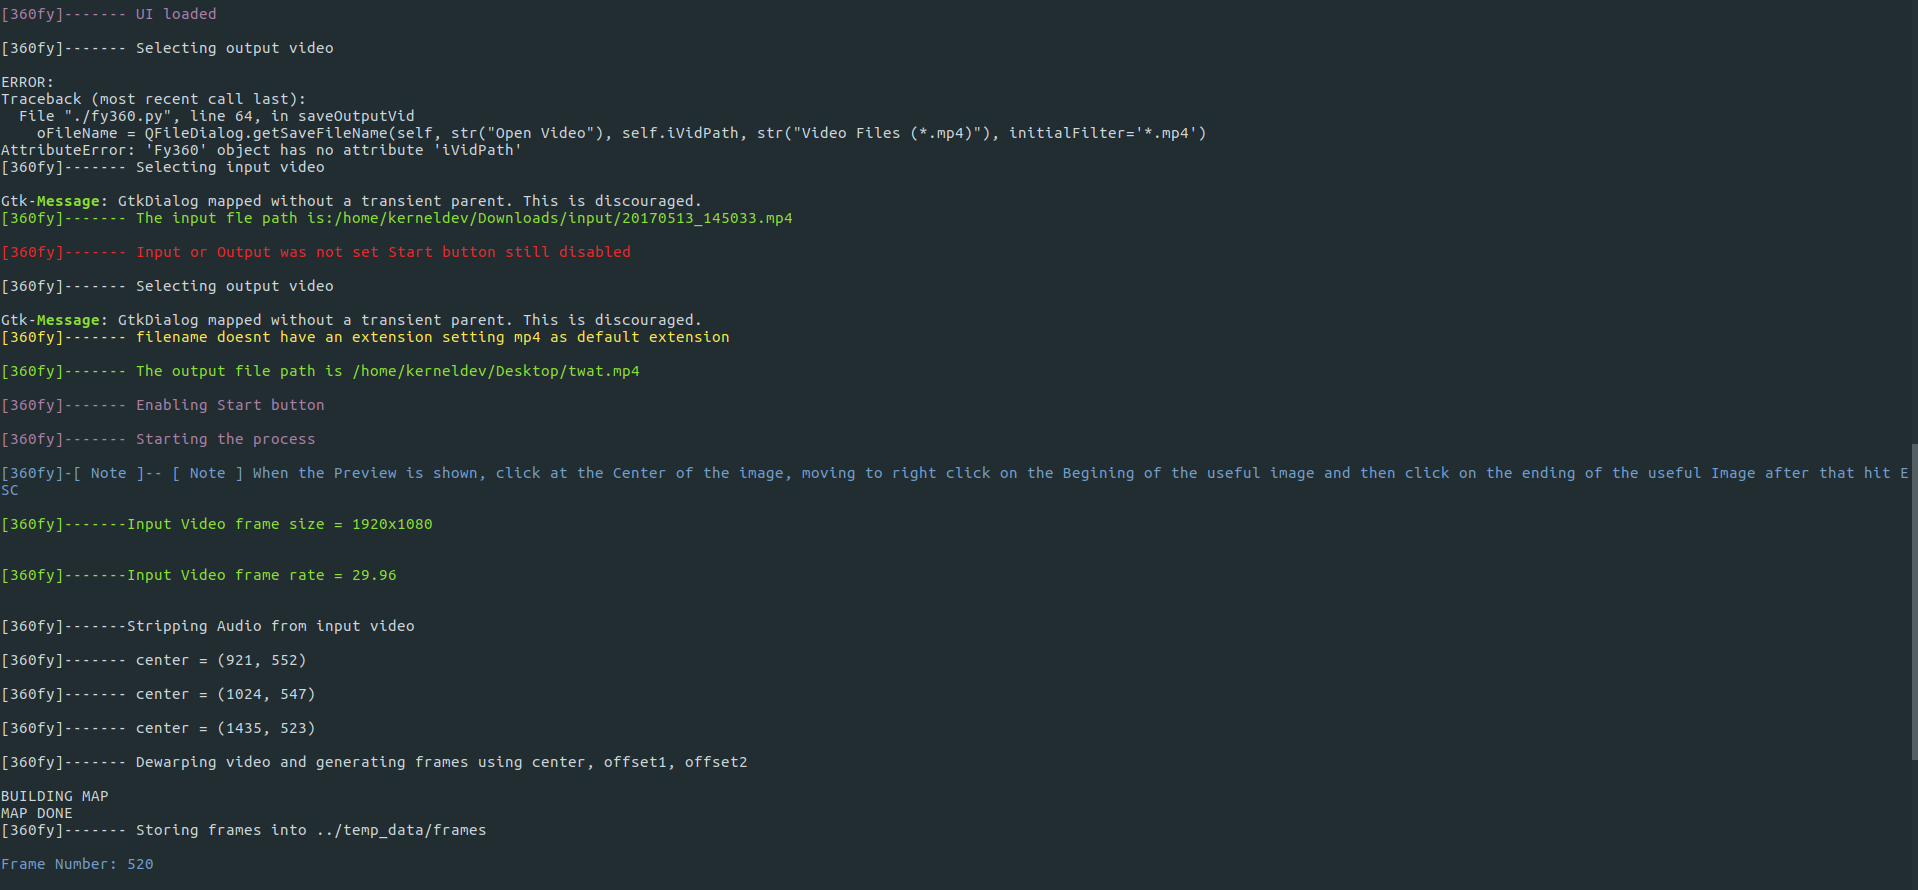 [360fy]------- UI loaded
[360fy]------- Selecting output video
ERROR:
Traceback (most recent call last):
  File "./fy360.py", line 64, in saveOutputVid
    oFileName = QFileDialog.getSaveFileName(self, str("Open Video"), self.iVidPath, str("Video Files (*.mp4)"), initialFilter='*.mp4')
AttributeError: 'Fy360' object has no attribute 'iVidPath'
[360fy]------- Selecting input video
Gtk-Message: GtkDialog mapped without a transient parent. This is discouraged.
[360fy]------- The input fle path is:/home/kerneldev/Downloads/input/20170513_145033.mp4
[360fy]------- Input or Output was not set Start button still disabled
[360fy]------- Selecting output video
Gtk-Message: GtkDialog mapped without a transient parent. This is discouraged.
[360fy]------- filename doesnt have an extension setting mp4 as default extension
[360fy]------- The output file path is /home/kerneldev/Desktop/twat.mp4
[360fy]------- Enabling Start button
[360fy]------- Starting the process
[360fy]-[ Note ]-- [ Note ] When the Preview is shown, click at the Center of the image, moving to right click on the Begining of the useful image and then click on the ending of the useful Image after that hit E
SC
[360fy]-------Input Video frame size = 1920x1080
[360fy]-------Input Video frame rate = 29.96
[360fy]-------Stripping Audio from input video
[360fy]------- center = (921, 552)
[360fy]------- center = (1024, 547)
[360fy]------- center = (1435, 523)
[360fy]------- Dewarping video and generating frames using center, offset1, offset2
BUILDING MAP
MAP DONE
[360fy]------- Storing frames into ../temp_data/frames
Frame Number: 520